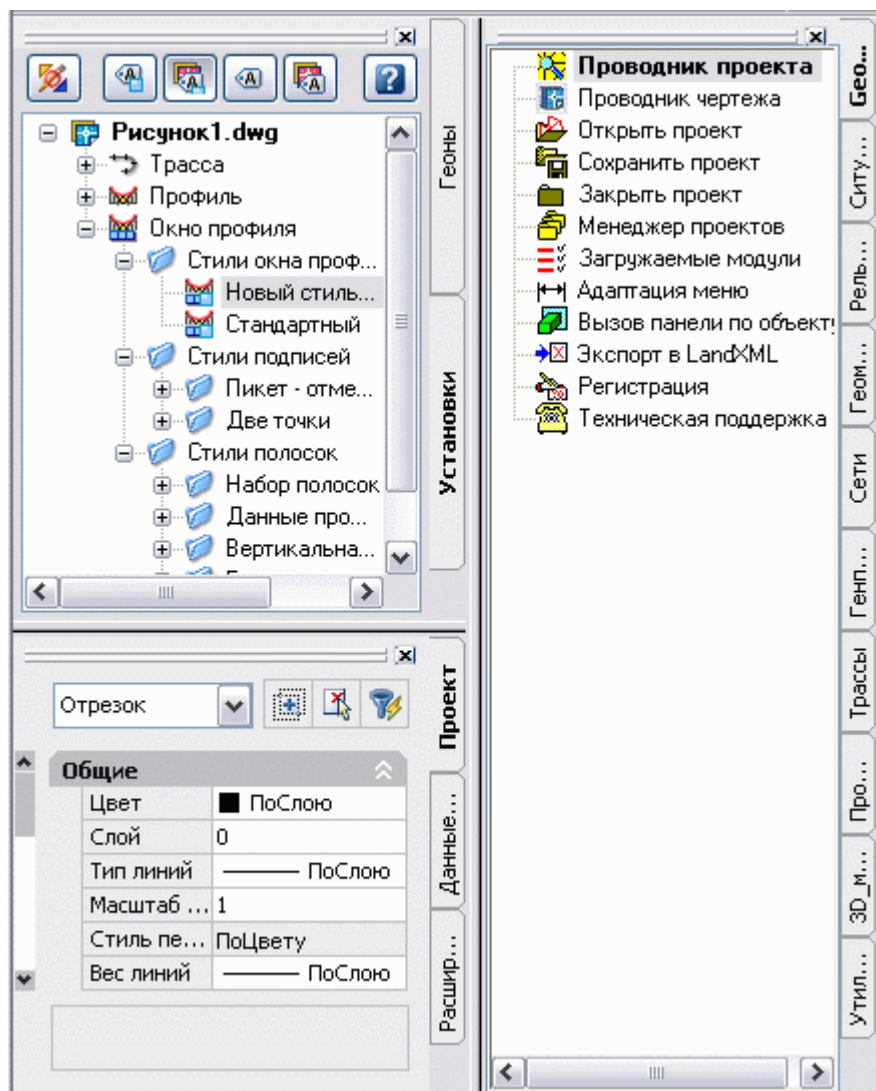 Рисунок1.dwg
Трасса
Профиль
Окно профиля
Стили окна проф...
Новый стиль...
Стандартный
Стили подписей
Пикет - отме...
Две точки
Стили полосок
Набор полосок
Данные про...
Вертикальна...
Геоны
Установки
Отрезок
Общие
Цвет ПоСлою
Слой 0
Тип линий ПоСлою
Масштаб ... 1
Стиль пе... ПоЦвету
Вес линий ПоСлою
Проект
Данные...
Расшир...
Проводник проекта
Проводник чертежа
Открыть проект
Сохранить проект
Закрыть проект
Менеджер проектов
Загружаемые модули
Адаптация меню
Вызов панели по объекту
Экспорт в LandXML
Регистрация
Техническая поддержка
Geo...
Ситу...
Рель...
Геом...
Сети
Генп...
Трассы
Про...
3D_м...
Утил...